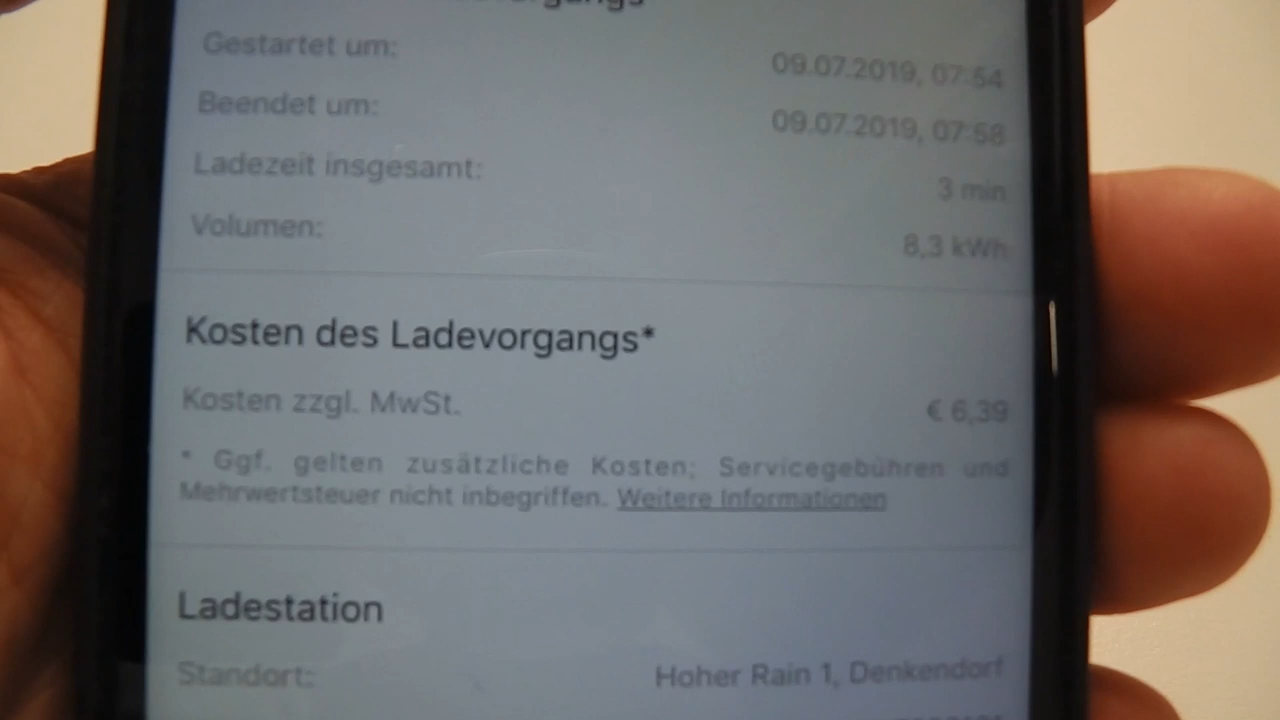 Gestartet um: 09.07.2019, 07:54
Beendet um: 09.07.2019, 07:58
Ladezeit insgesamt: 3 min
Volumen: 8,3 kWh
Kosten des Ladevorgangs*
Kosten zzgl. MwSt. € 6,39
* Ggf. gelten zusätzliche Kosten; Servicegebühren und
Mehrwertsteuer nicht inbegriffen. Weitere Informationen
Ladestation
Standort: Hoher Rain 1, Denkendorf